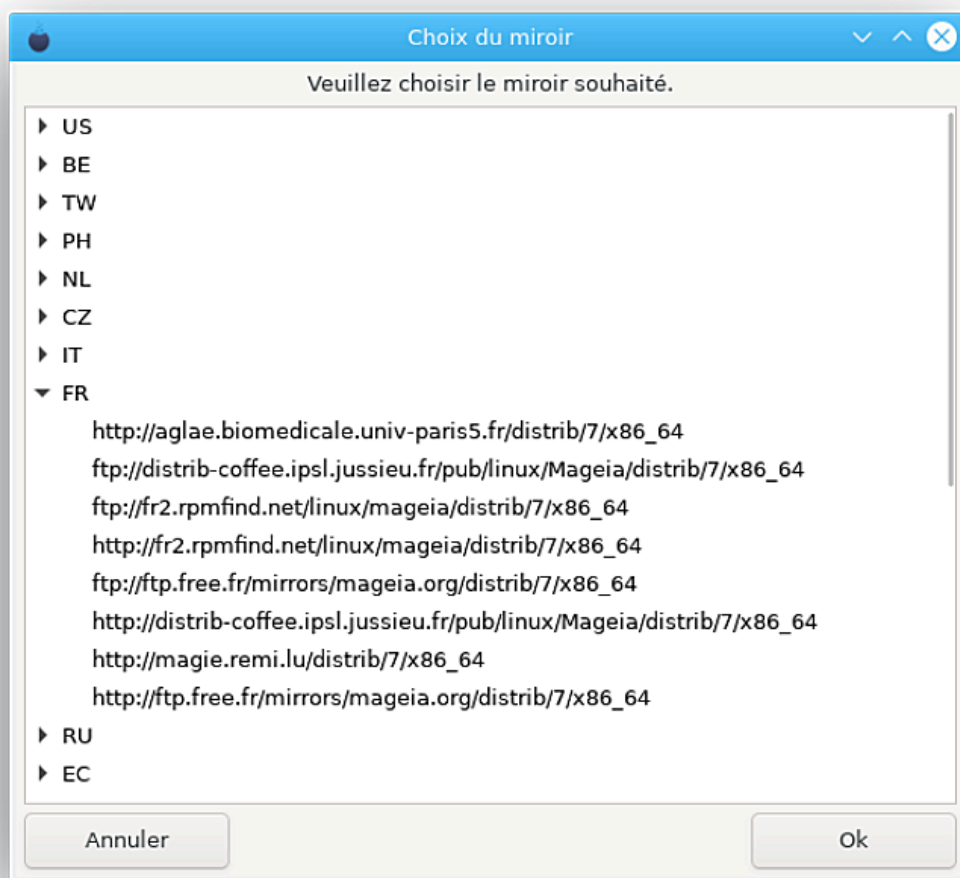 Choix du miroir
Veuillez choisir le miroir souhaité.
US
BE
TW
PH
NL
CZ
IT
FR
http://aglae.biomedicale.univ-paris5.fr/distrib/7/x86_64
ftp://distrib-coffee.ipsl.jussieu.fr/pub/linux/Mageia/distrib/7/x86_64
ftp://fr2.rpmfind.net/linux/mageia/distrib/7/x86_64
http://fr2.rpmfind.net/linux/mageia/distrib/7/x86_64
ftp://ftp.free.fr/mirrors/mageia.org/distrib/7/x86_64
http://distrib-coffee.ipsl.jussieu.fr/pub/linux/Mageia/distrib/7/x86_64
http://magie.remi.lu/distrib/7/x86_64
http://ftp.free.fr/mirrors/mageia.org/distrib/7/x86_64
RU
EC
Annuler Ok